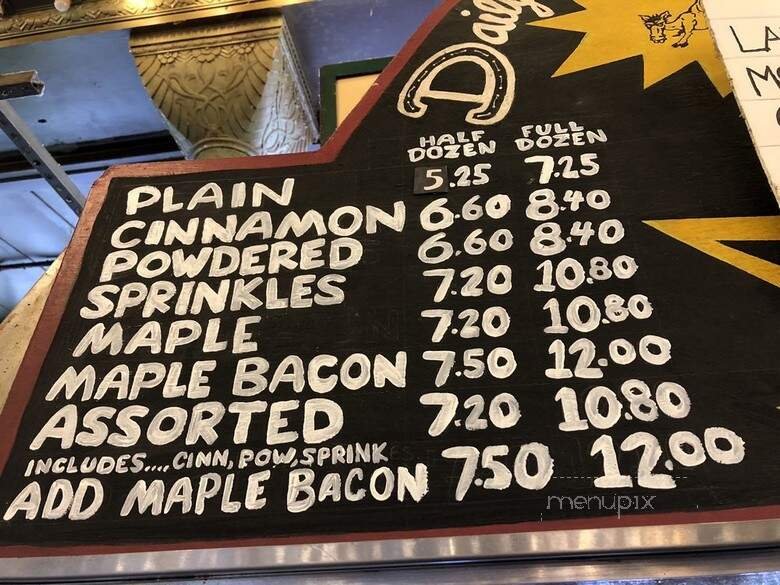 Daily
HALF DOZEN FULL DOZEN
PLAIN 5.25 7.25
CINNAMON 6.60 8.40
POWDERED 6.60 8.40
SPRINKLES 7.20 10.80
MAPLE 7.20 10.80
MAPLE BACON 7.50 12.00
ASSORTED 7.20 10.80
INCLUDES.... CINN, POW, SPRINK
ADD MAPLE BACON 7.50 12.00
menupix